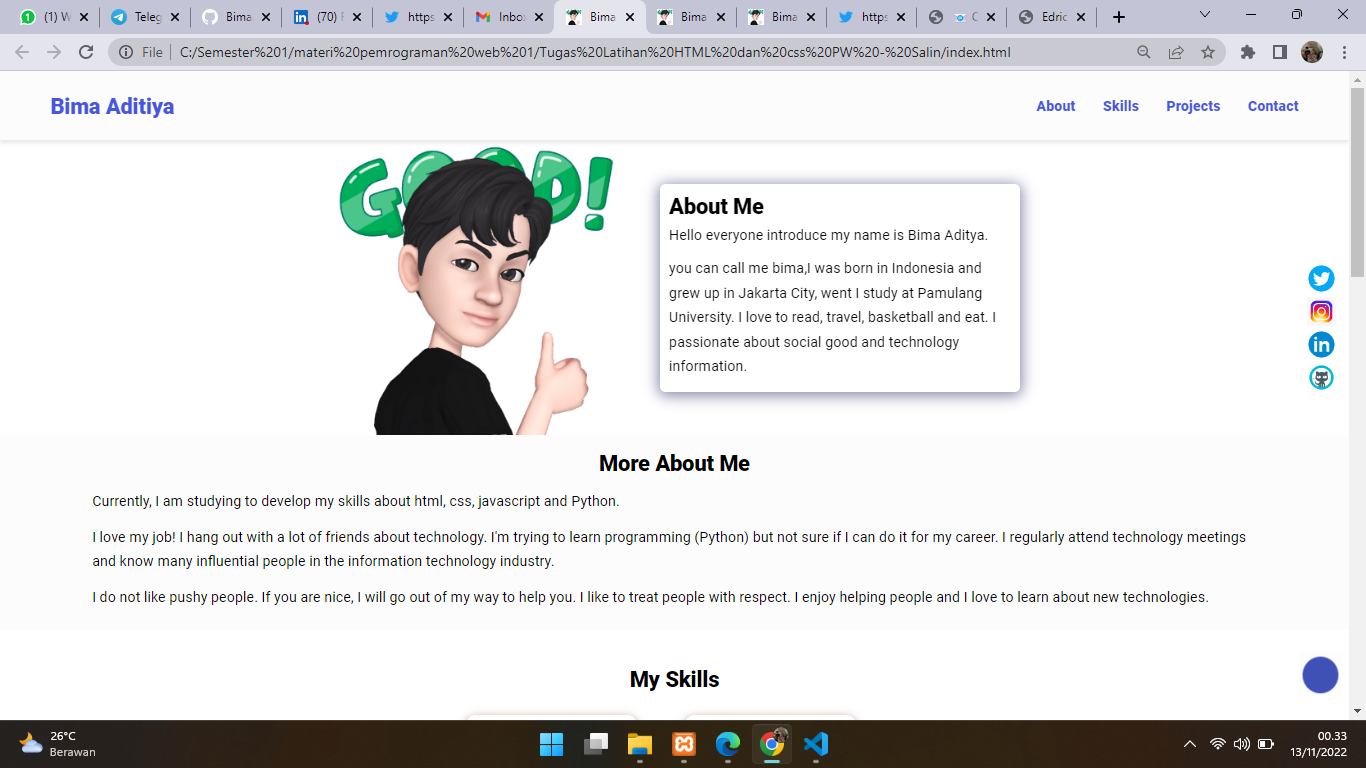 (1) W
Teleg
Bima
(70) F
https
Inbo
Bima
Bima
Bima
https
C
Edric
File
C:/Semester%201/materi%20pemrograman%20web%201/Tugas%20Latihan%20HTML%20dan%20css%20PW%20-%20Salin/index.html
Bima Aditiya
About
Skills
Projects
Contact
GOOD!
About Me
Hello everyone introduce my name is Bima Aditya.
you can call me bima,I was born in Indonesia and
grew up in Jakarta City, went I study at Pamulang
University. I love to read, travel, basketball and eat. I
passionate about social good and technology
information.
More About Me
Currently, I am studying to develop my skills about html, css, javascript and Python.
I love my job! I hang out with a lot of friends about technology. I'm trying to learn programming (Python) but not sure if I can do it for my career. I regularly attend technology meetings
and know many influential people in the information technology industry.
I do not like pushy people. If you are nice, I will go out of my way to help you. I like to treat people with respect. I enjoy helping people and I love to learn about new technologies.
My Skills
26°C
Berawan
00.33
13/11/2022